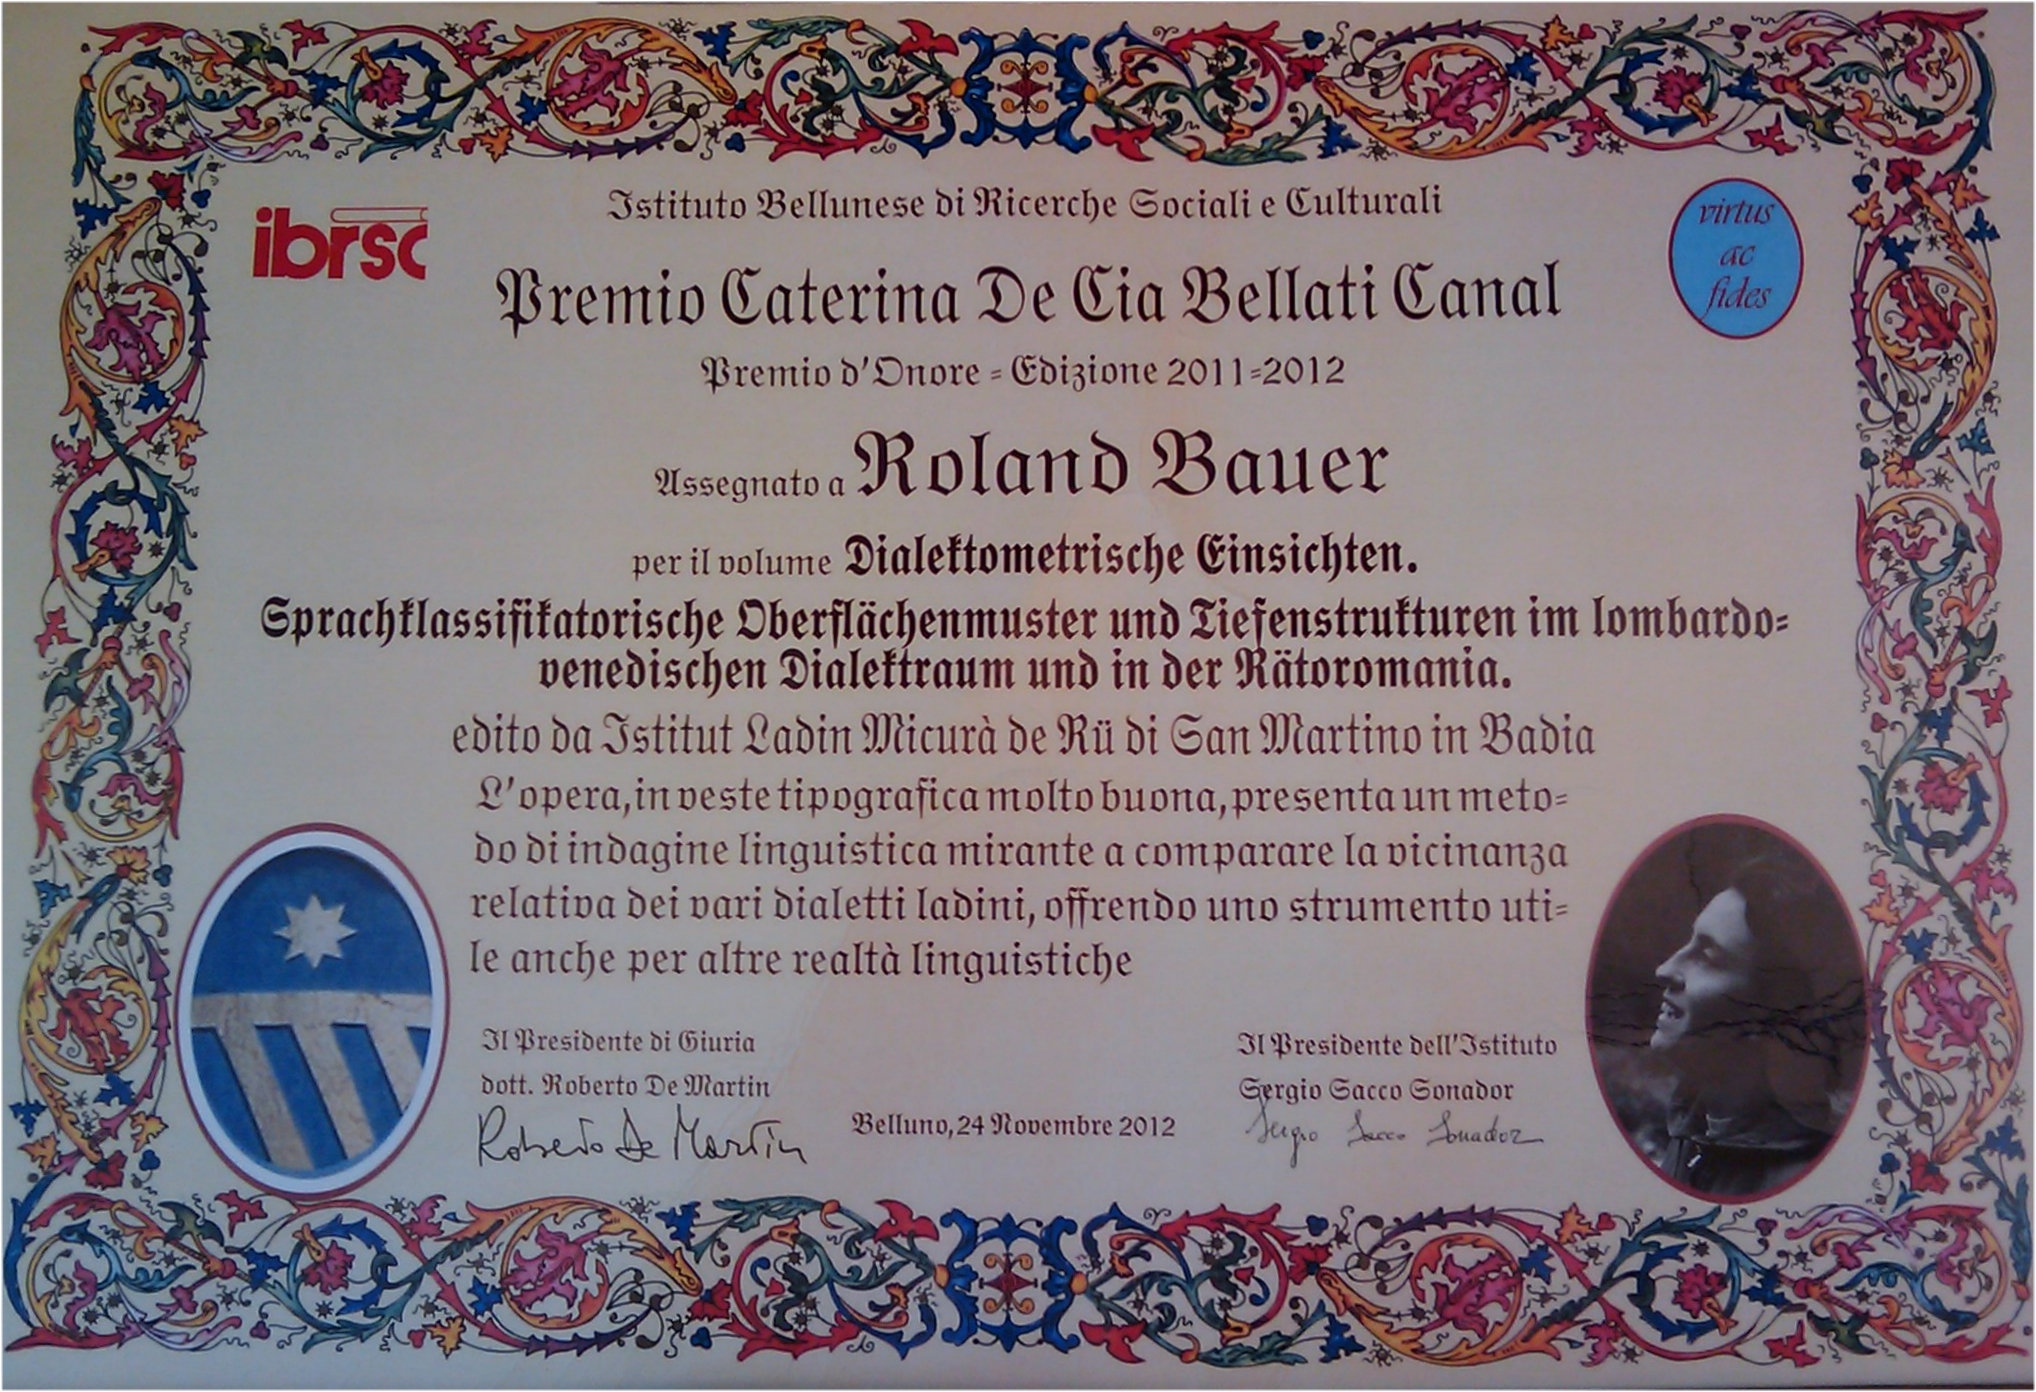 Istituto Bellunese di Ricerche Sociali e Culturali
ibrsc
virtus
ac
fides
Premio Caterina De Cia Bellati Canal
Premio d'Onore - Edizione 2011-2012
Assegnato a Roland Bauer
per il volume Dialektometrische Einsichten.
Sprachklassifikatorische Oberflächenmuster und Tiefenstrukturen im lombardo-
venedischen Dialektraum und in der Rätoromania.
edito da Istitut Ladin Micurà de Rü di San Martino in Badia
L'opera, in veste tipografica molto buona, presenta un meto-
do di indagine linguistica mirante a comparare la vicinanza
relativa dei vari dialetti ladini, offrendo uno strumento uti-
le anche per altre realtà linguistiche
Il Presidente di Giuria
dott. Roberto De Martin
Roberto De Martin
Belluno, 24 Novembre 2012
Il Presidente dell'Istituto
Sergio Sacco Sonador
Sergio Sacco Sonador